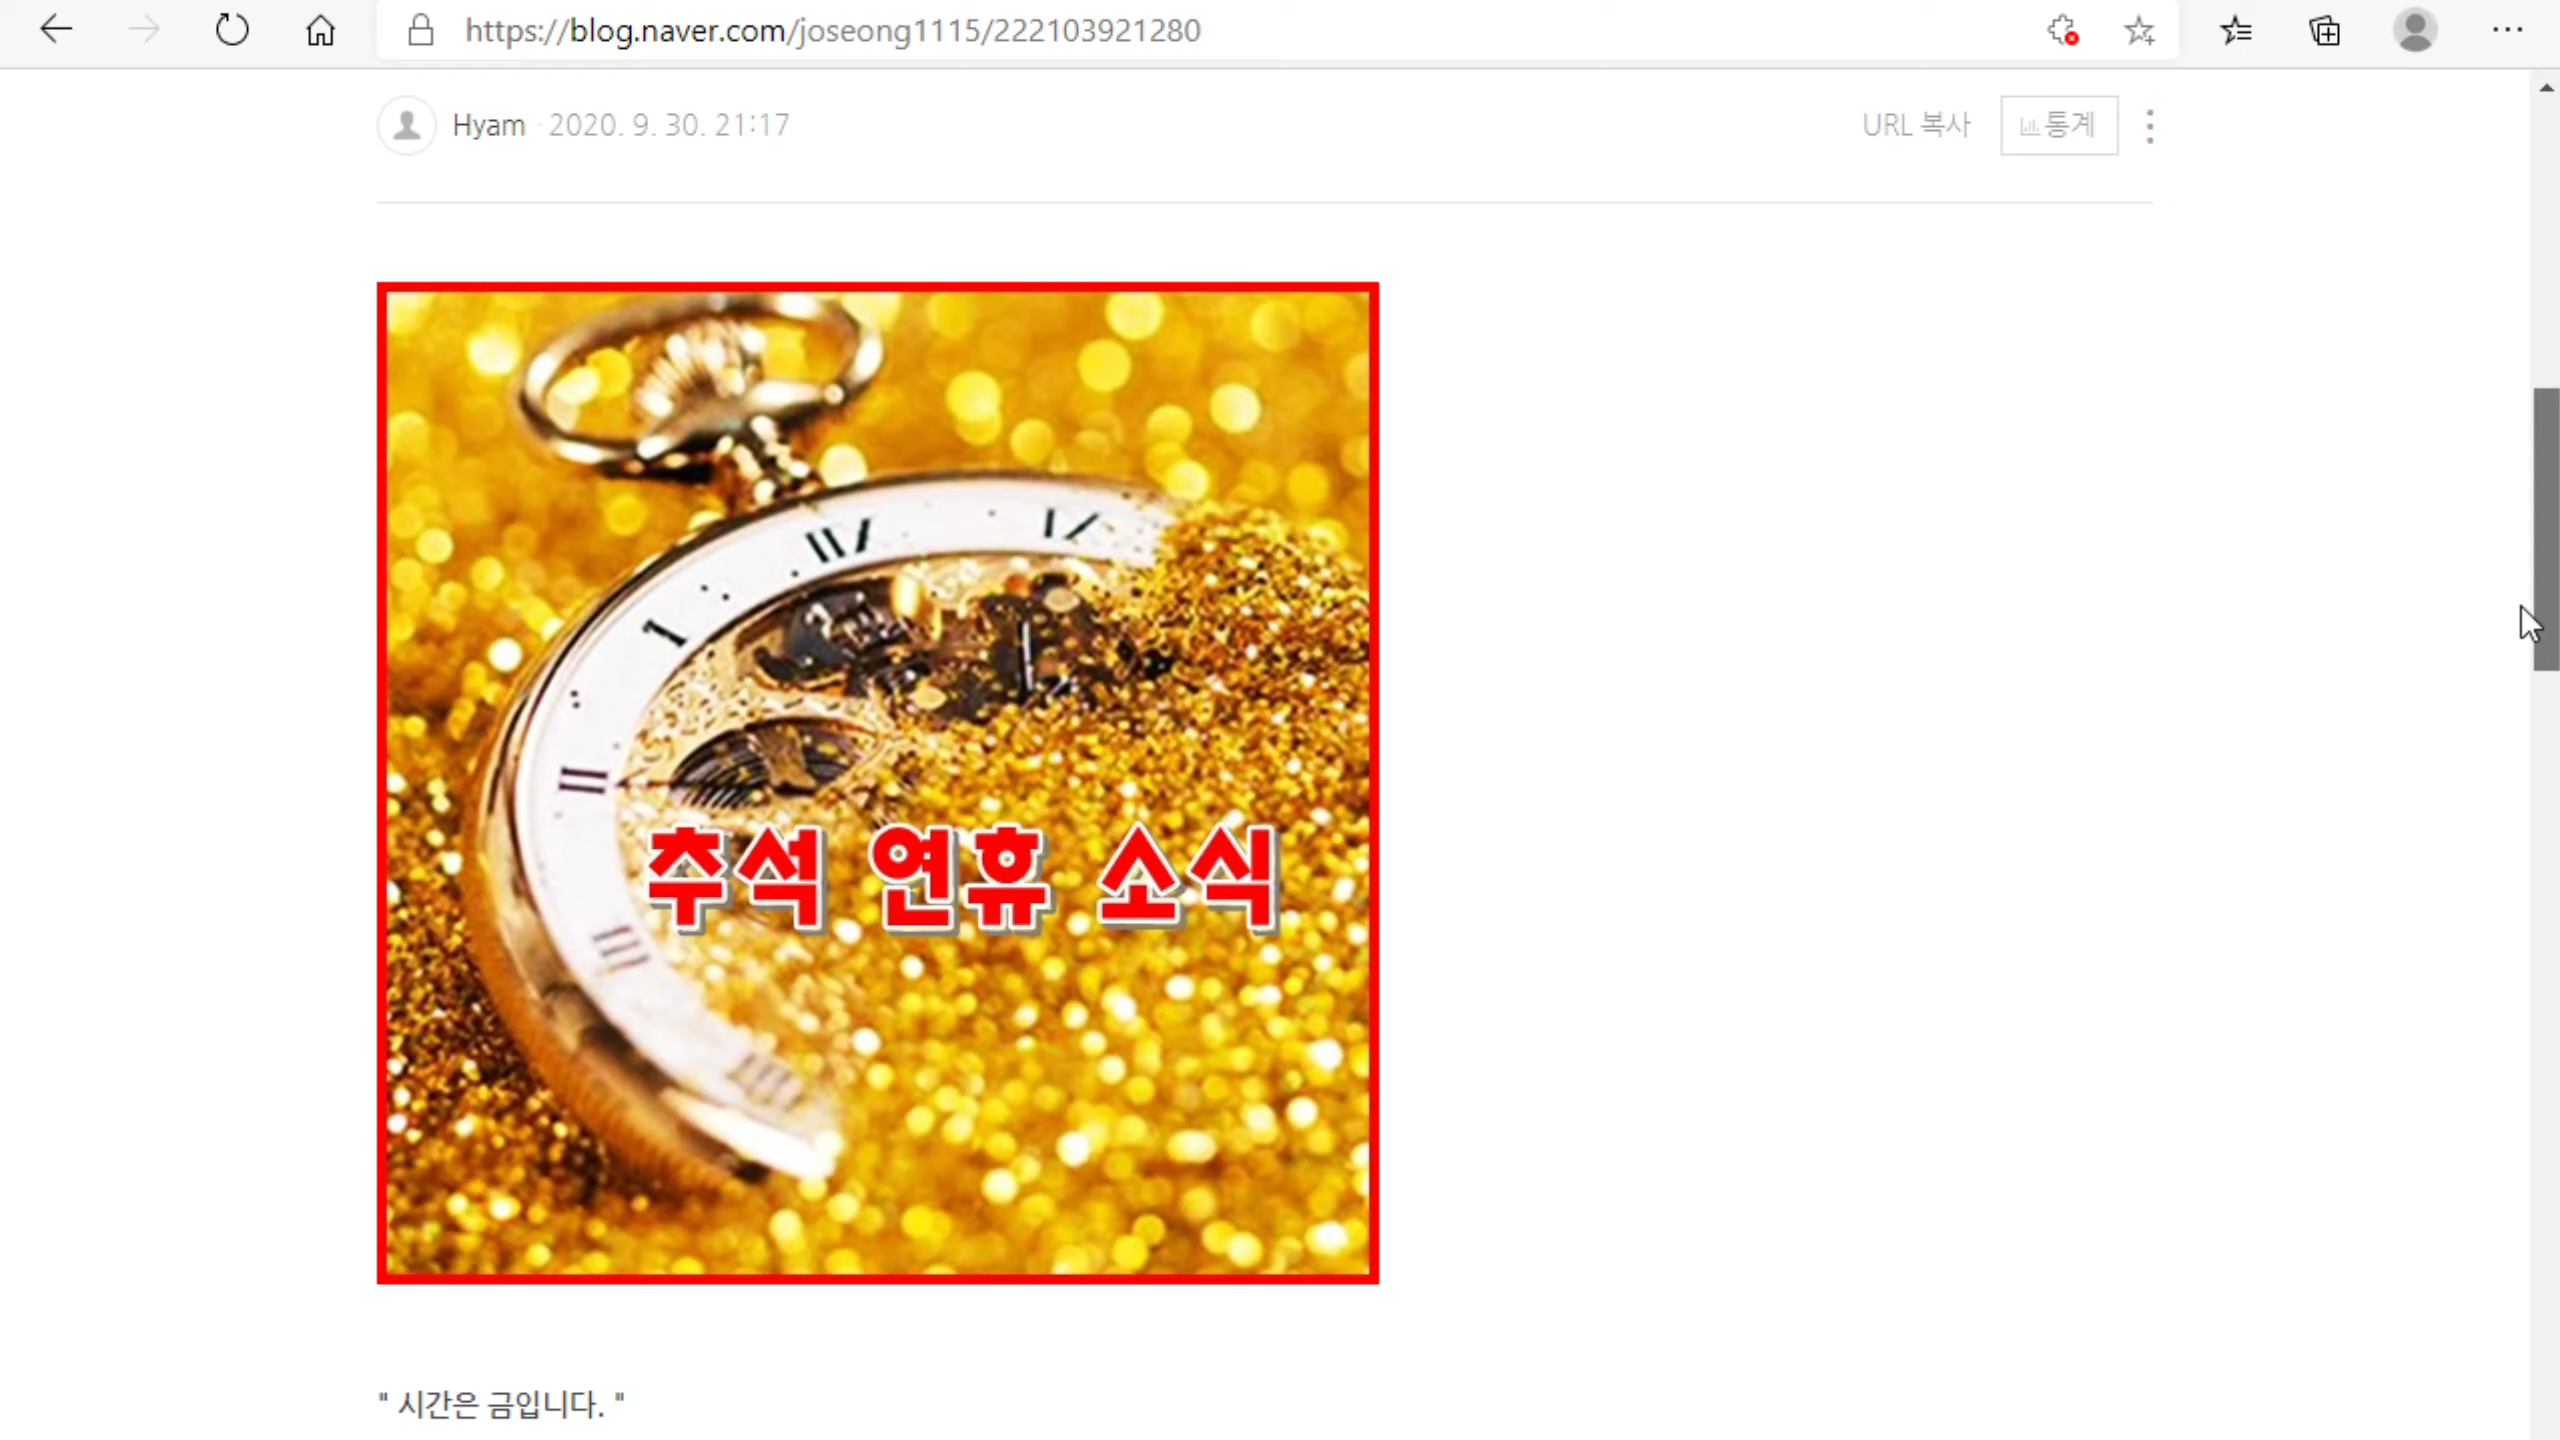 https://blog.naver.com/joseong1115/222103921280
Hyam · 2020. 9. 30. 21:17
URL 복사
통계
추석 연휴 소식
" 시간은 금입니다. "